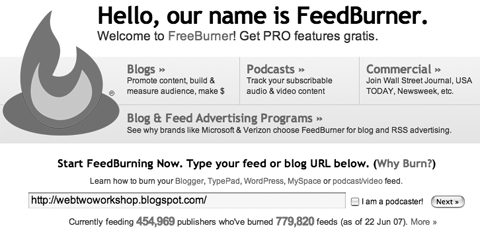 Hello, our name is FeedBurner.
Welcome to FreeBurner! Get PRO features gratis.
Blogs »
Promote content, build &
measure audience, make $
Podcasts »
Track your subscribable
audio & video content
Commercial »
Join Wall Street Journal, USA
TODAY, Newsweek, etc.
®
Blog & Feed Advertising Programs »
See why brands like Microsoft & Verizon choose FeedBurner for blog and RSS advertising.
Start FeedBurning Now. Type your feed or blog URL below. (Why Burn?)
Learn how to burn your Blogger, TypePad, WordPress, MySpace or podcast/video feed.
http://webtwoworkshop.blogspot.com/ I am a podcaster! Next »
Currently feeding 454,969 publishers who've burned 779,820 feeds (as of 22 Jun 07). More »